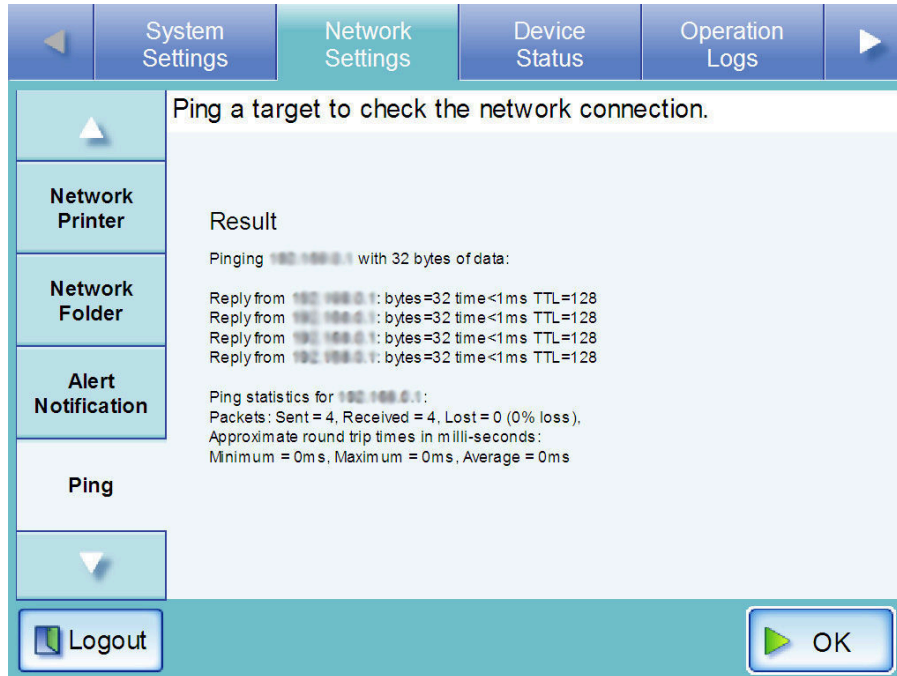 System
Settings
Network
Settings
Device
Status
Operation
Logs
Ping a target to check the network connection.
Network
Printer
Network
Folder
Alert
Notification
Ping
Result
Pinging with 32 bytes of data:
Reply from : bytes=32 time<1ms TTL=128
Reply from : bytes=32 time<1ms TTL=128
Reply from : bytes=32 time<1ms TTL=128
Reply from : bytes=32 time<1ms TTL=128
Ping statistics for :
Packets: Sent = 4, Received = 4, Lost = 0 (0% loss),
Approximate round trip times in milli-seconds:
Minimum = 0ms, Maximum = 0ms, Average = 0ms
Logout
OK